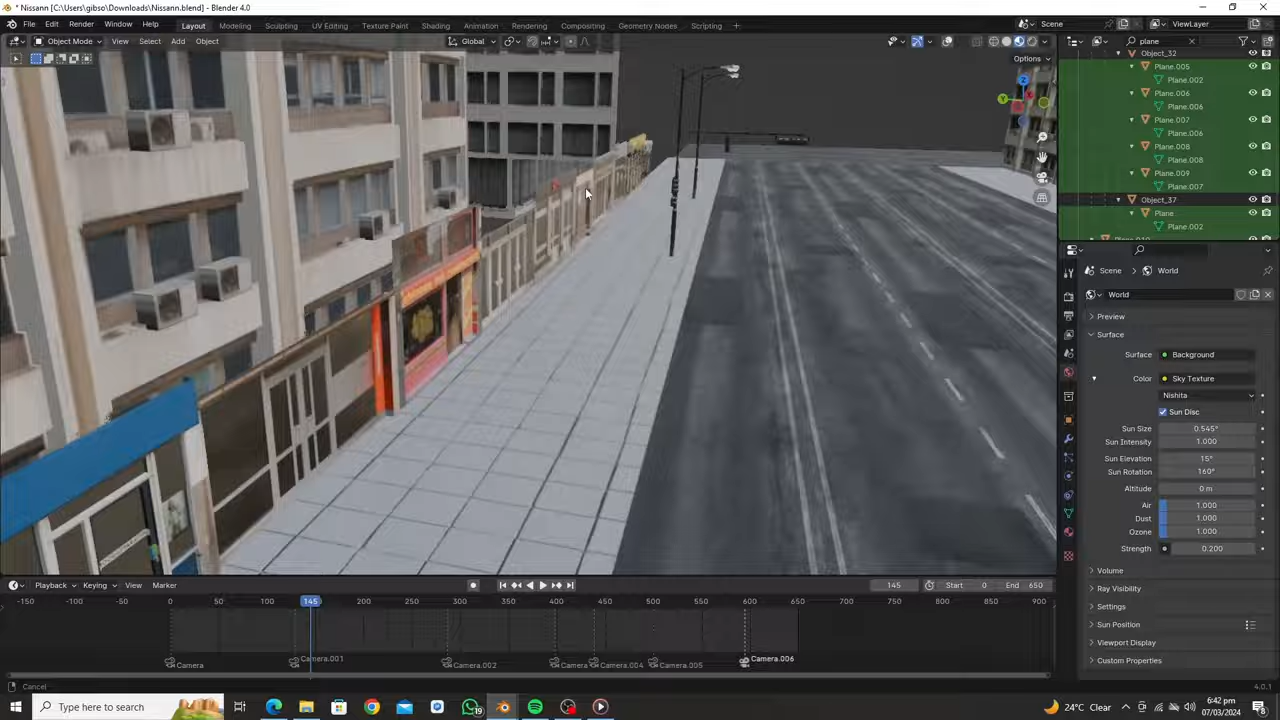 * Nissann [C:\Users\gibso\Downloads\Nissann.blend] - Blender 4.0
File Edit Render Window Help Layout Modeling Sculpting UV Editing Texture Paint Shading Animation Rendering Compositing Geometry Nodes Scripting + Scene ViewLayer
Object Mode View Select Add Object Global plane
Options
Object_32
Plane.005
Plane.002
Plane.006
Plane.006
Plane.007
Plane.006
Plane.008
Plane.008
Plane.009
Plane.007
Object_37
Plane
Plane.002
Scene > World
World
Preview
Surface
Surface Background
Color Sky Texture
Nishita
Sun Disc
Sun Size 0.545°
Sun Intensity 1.000
Sun Elevation 15°
Sun Rotation 160°
Altitude 0 m
Air 1.000
Dust 1.000
Ozone 1.000
Strength 0.200
Volume
Ray Visibility
Settings
Sun Position
Viewport Display
Custom Properties
Playback Keying View Marker 145 Start 0 End 650
-150 -100 -50 0 50 100 145 200 250 300 350 400 450 500 550 600 650 700 750 800 850 900
Camera Camera.001 Camera.002 Camera Camera.004 Camera.005 Camera.006
Cancel 4.0.1
Type here to search 19 24°C Clear 6:42 pm
07/03/2024